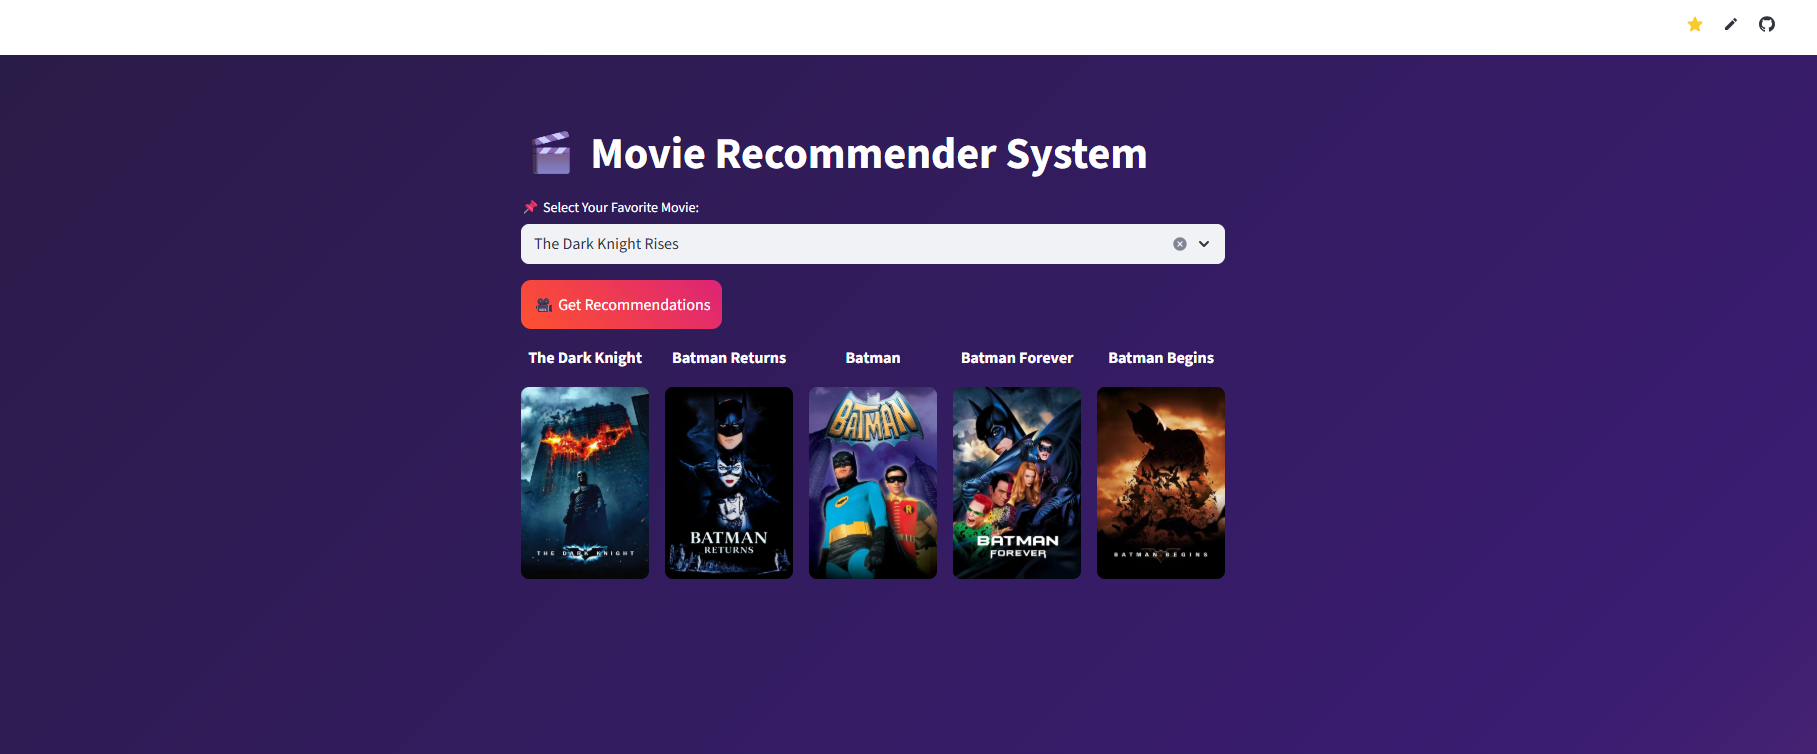 Movie Recommender System
Select Your Favorite Movie:
The Dark Knight Rises
Get Recommendations
The Dark Knight
Batman Returns
Batman
Batman Forever
Batman Begins
THE DARK KNIGHT
BATMAN
RETURNS
BATMAN
BATMAN
FOREVER
BATMAN BEGINS